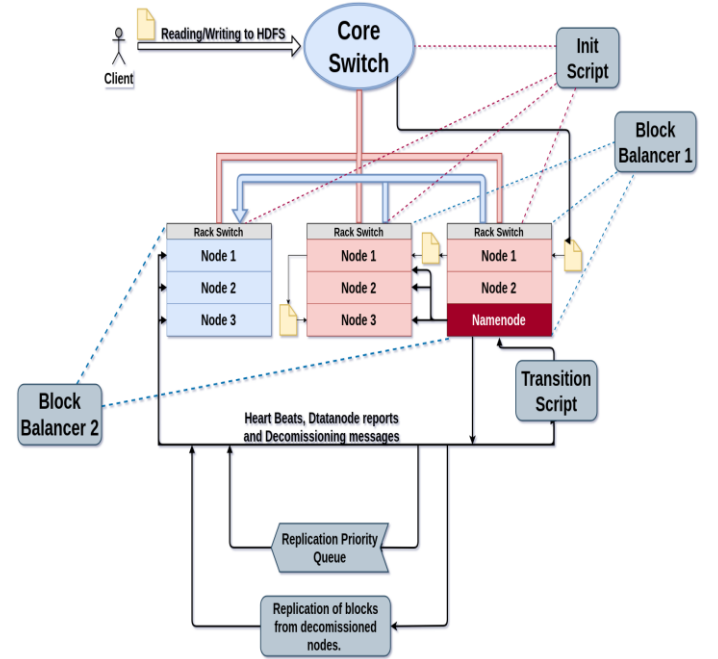 Reading/Writing to HDFS
Client
Core
Switch
Init
Script
Block
Balancer 1
Rack Switch
Node 1
Node 2
Node 3
Rack Switch
Node 1
Node 2
Node 3
Rack Switch
Node 1
Node 2
Namenode
Transition
Script
Block
Balancer 2
Heart Beats, Dtatanode reports
and Decomissioning messages
Replication Priority
Queue
Replication of blocks
from decomissioned
nodes.